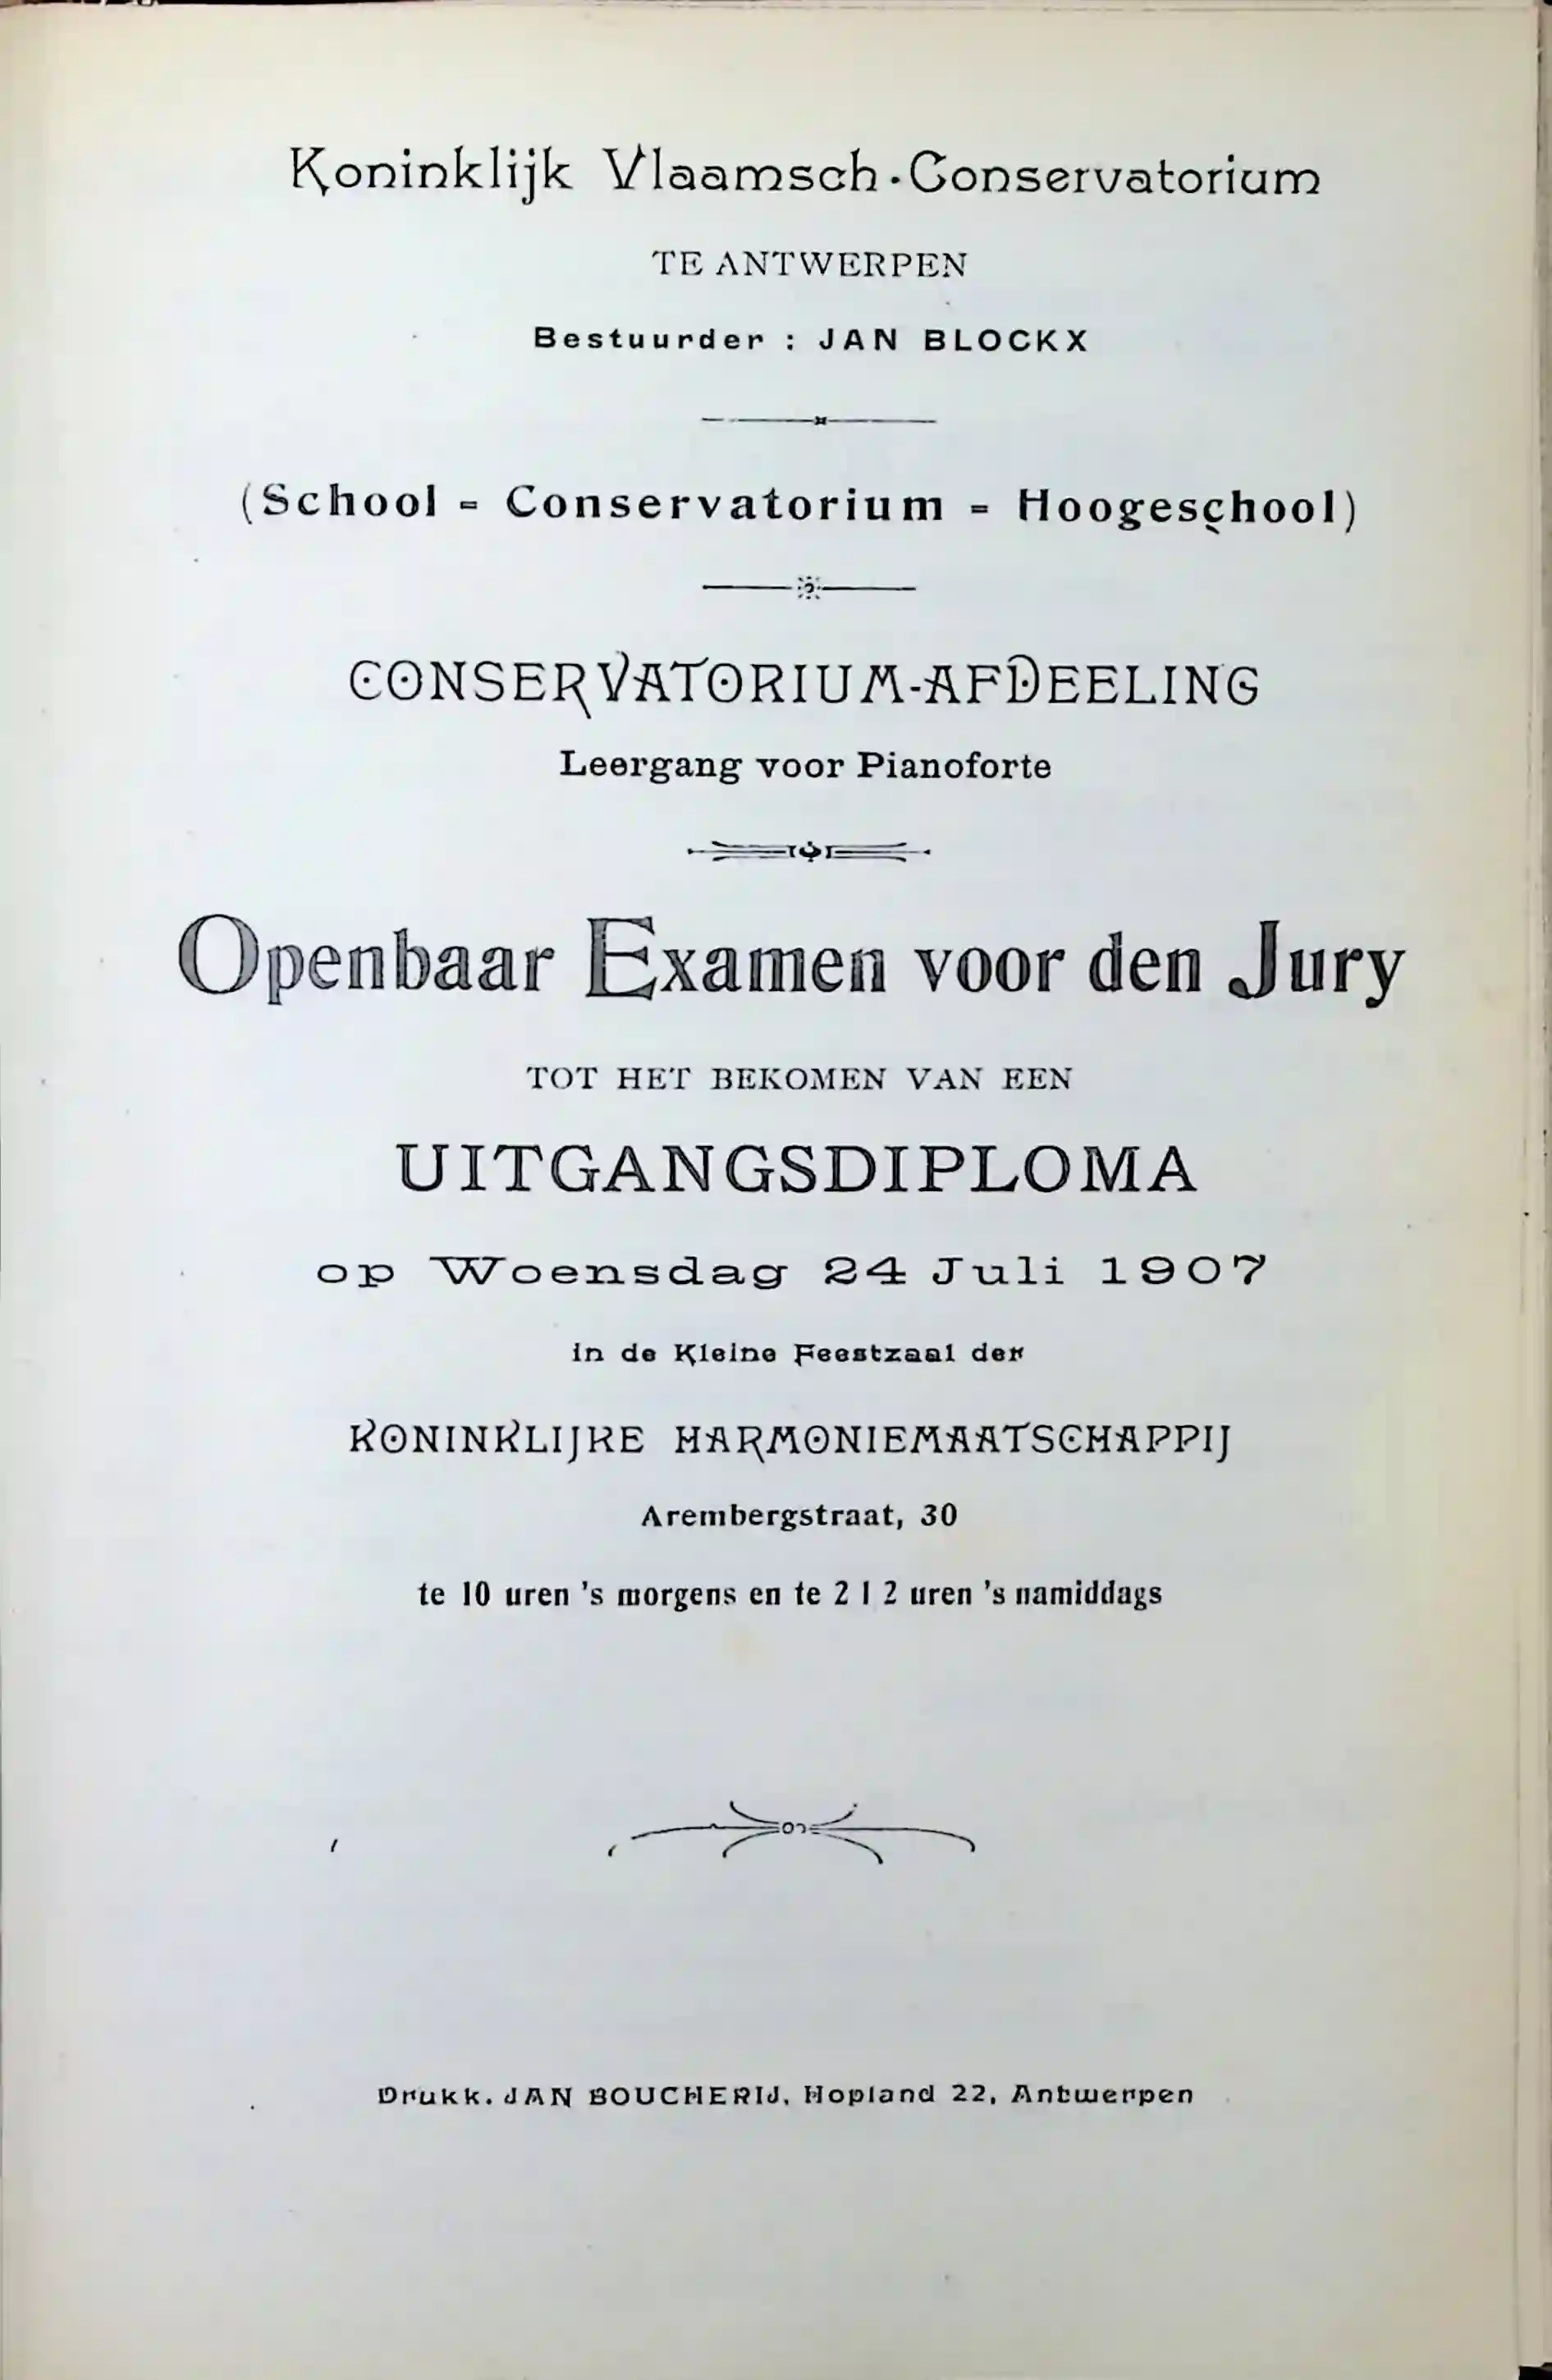 Koninklijk Vlaamsch-Conservatorium
TE ANTWERPEN
Bestuurder : JAN BLOCKX
(School = Conservatorium = Hoogeschool)
CONSERVATORIUM-AFDEELING
Leergang voor Pianoforte
Openbaar Examen voor den Jury
TOT HET BEKOMEN VAN EEN
UITGANGSDIPLOMA
op Woensdag 24 Juli 1907
in de Kleine Feestzaal der
KONINKLIJKE HARMONIEMAATSCHAPPIJ
Arembergstraat, 30
te 10 uren 's morgens en te 2 1 2 uren 's namiddags
Drukk. JAN BOUCHERIJ, Hopland 22, Antwerpen